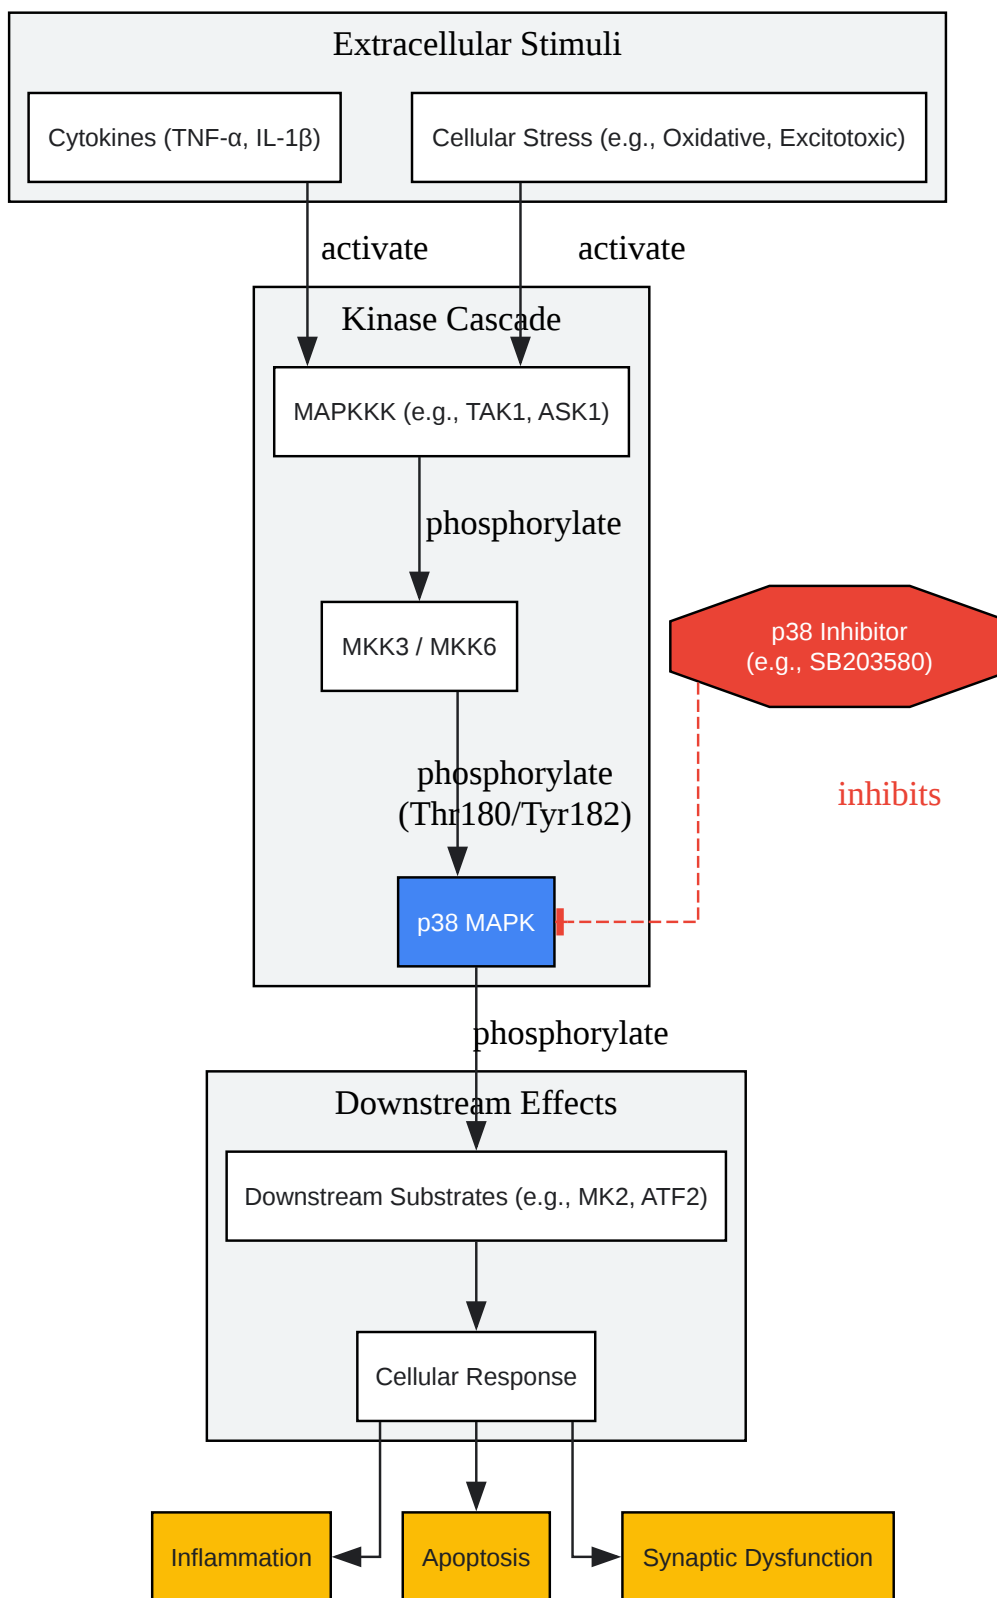 Extracellular Stimuli
Cytokines (TNF-α, IL-1β)
Cellular Stress (e.g., Oxidative, Excitotoxic)
activate
activate
Kinase Cascade
MAPKKK (e.g., TAK1, ASK1)
phosphorylate
MKK3 / MKK6
p38 Inhibitor
(e.g., SB203580)
phosphorylate
(Thr180/Tyr182)
inhibits
p38 MAPK
phosphorylate
Downstream Effects
Downstream Substrates (e.g., MK2, ATF2)
Cellular Response
Inflammation
Apoptosis
Synaptic Dysfunction